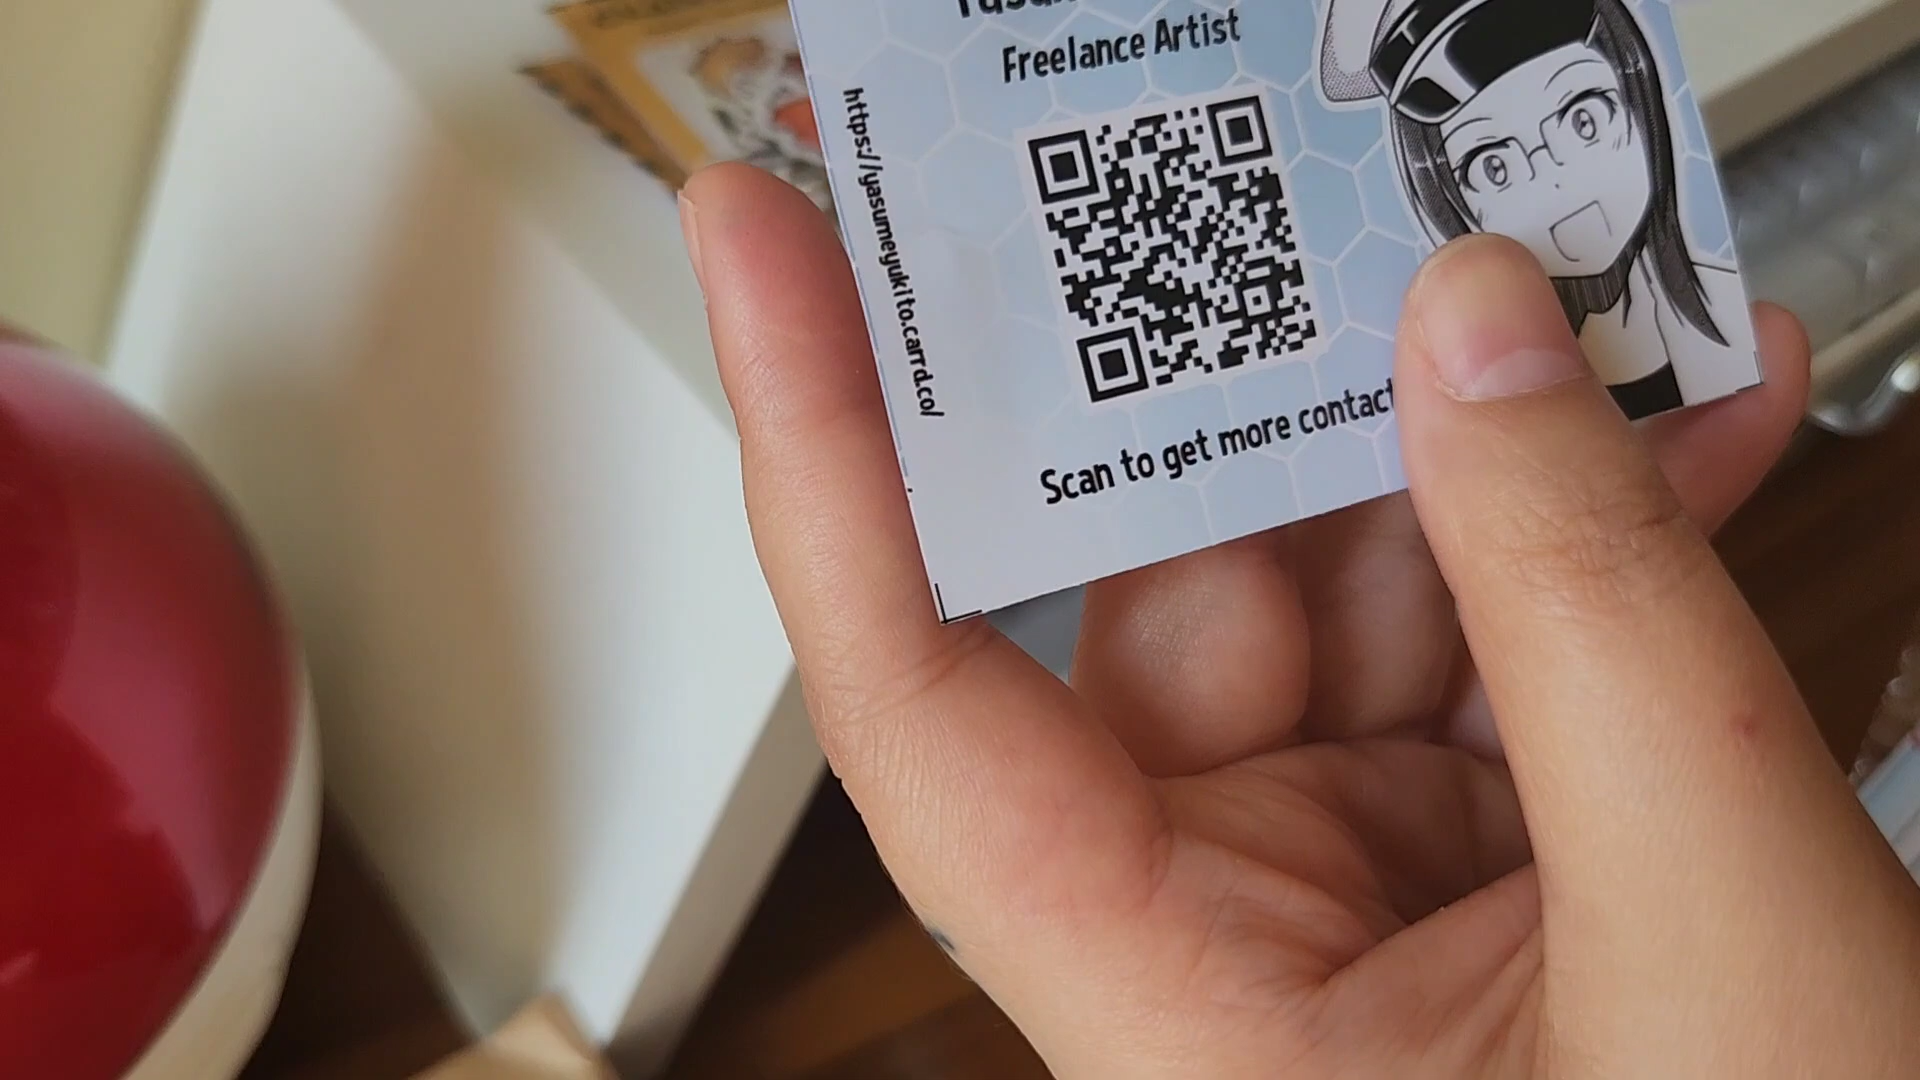 Freelance Artist
https://yasumeyukito.carrd.co/
Scan to get more contact